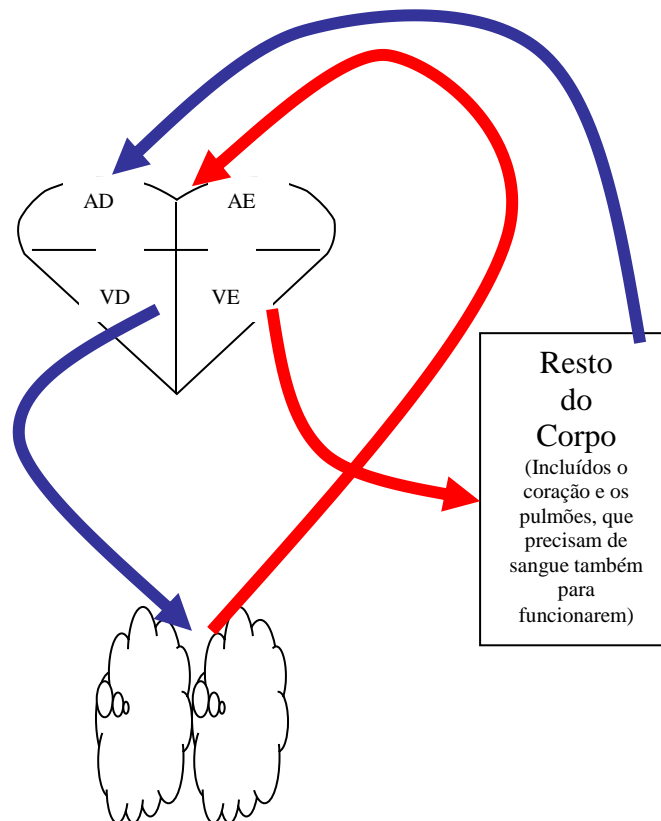 AD AE
VD VE
Resto
do
Corpo
(Incluídos o
coração e os
pulmões, que
precisam de
sangue também
para
funcionarem)